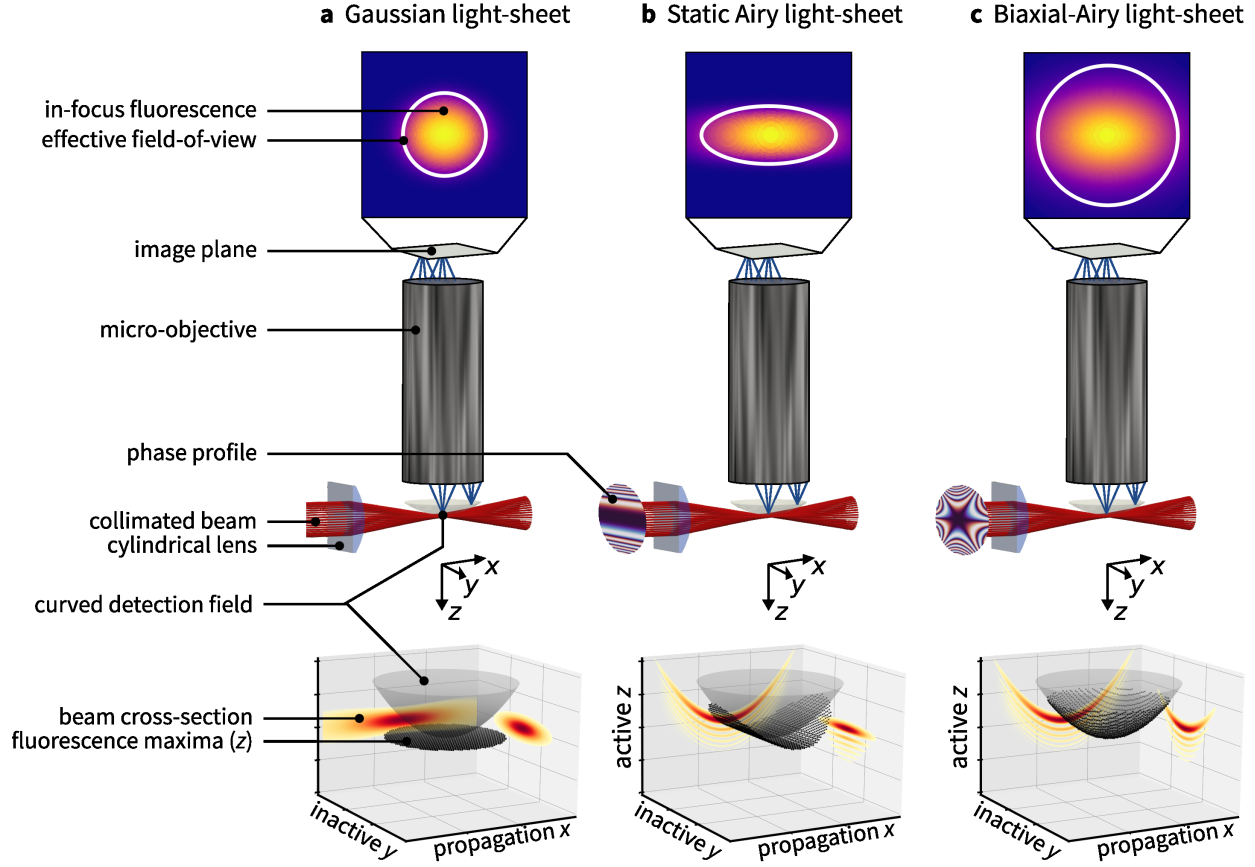 a Gaussian light-sheet
b Static Airy light-sheet
c Biaxial-Airy light-sheet
in-focus fluorescence
effective field-of-view
image plane
micro-objective
phase profile
collimated beam
cylindrical lens
x
y
z
x
y
z
x
y
z
curved detection field
beam cross-section
fluorescence maxima (z)
inactive y
propagation x
active z
inactive y
propagation x
active z
inactive y
propagation x